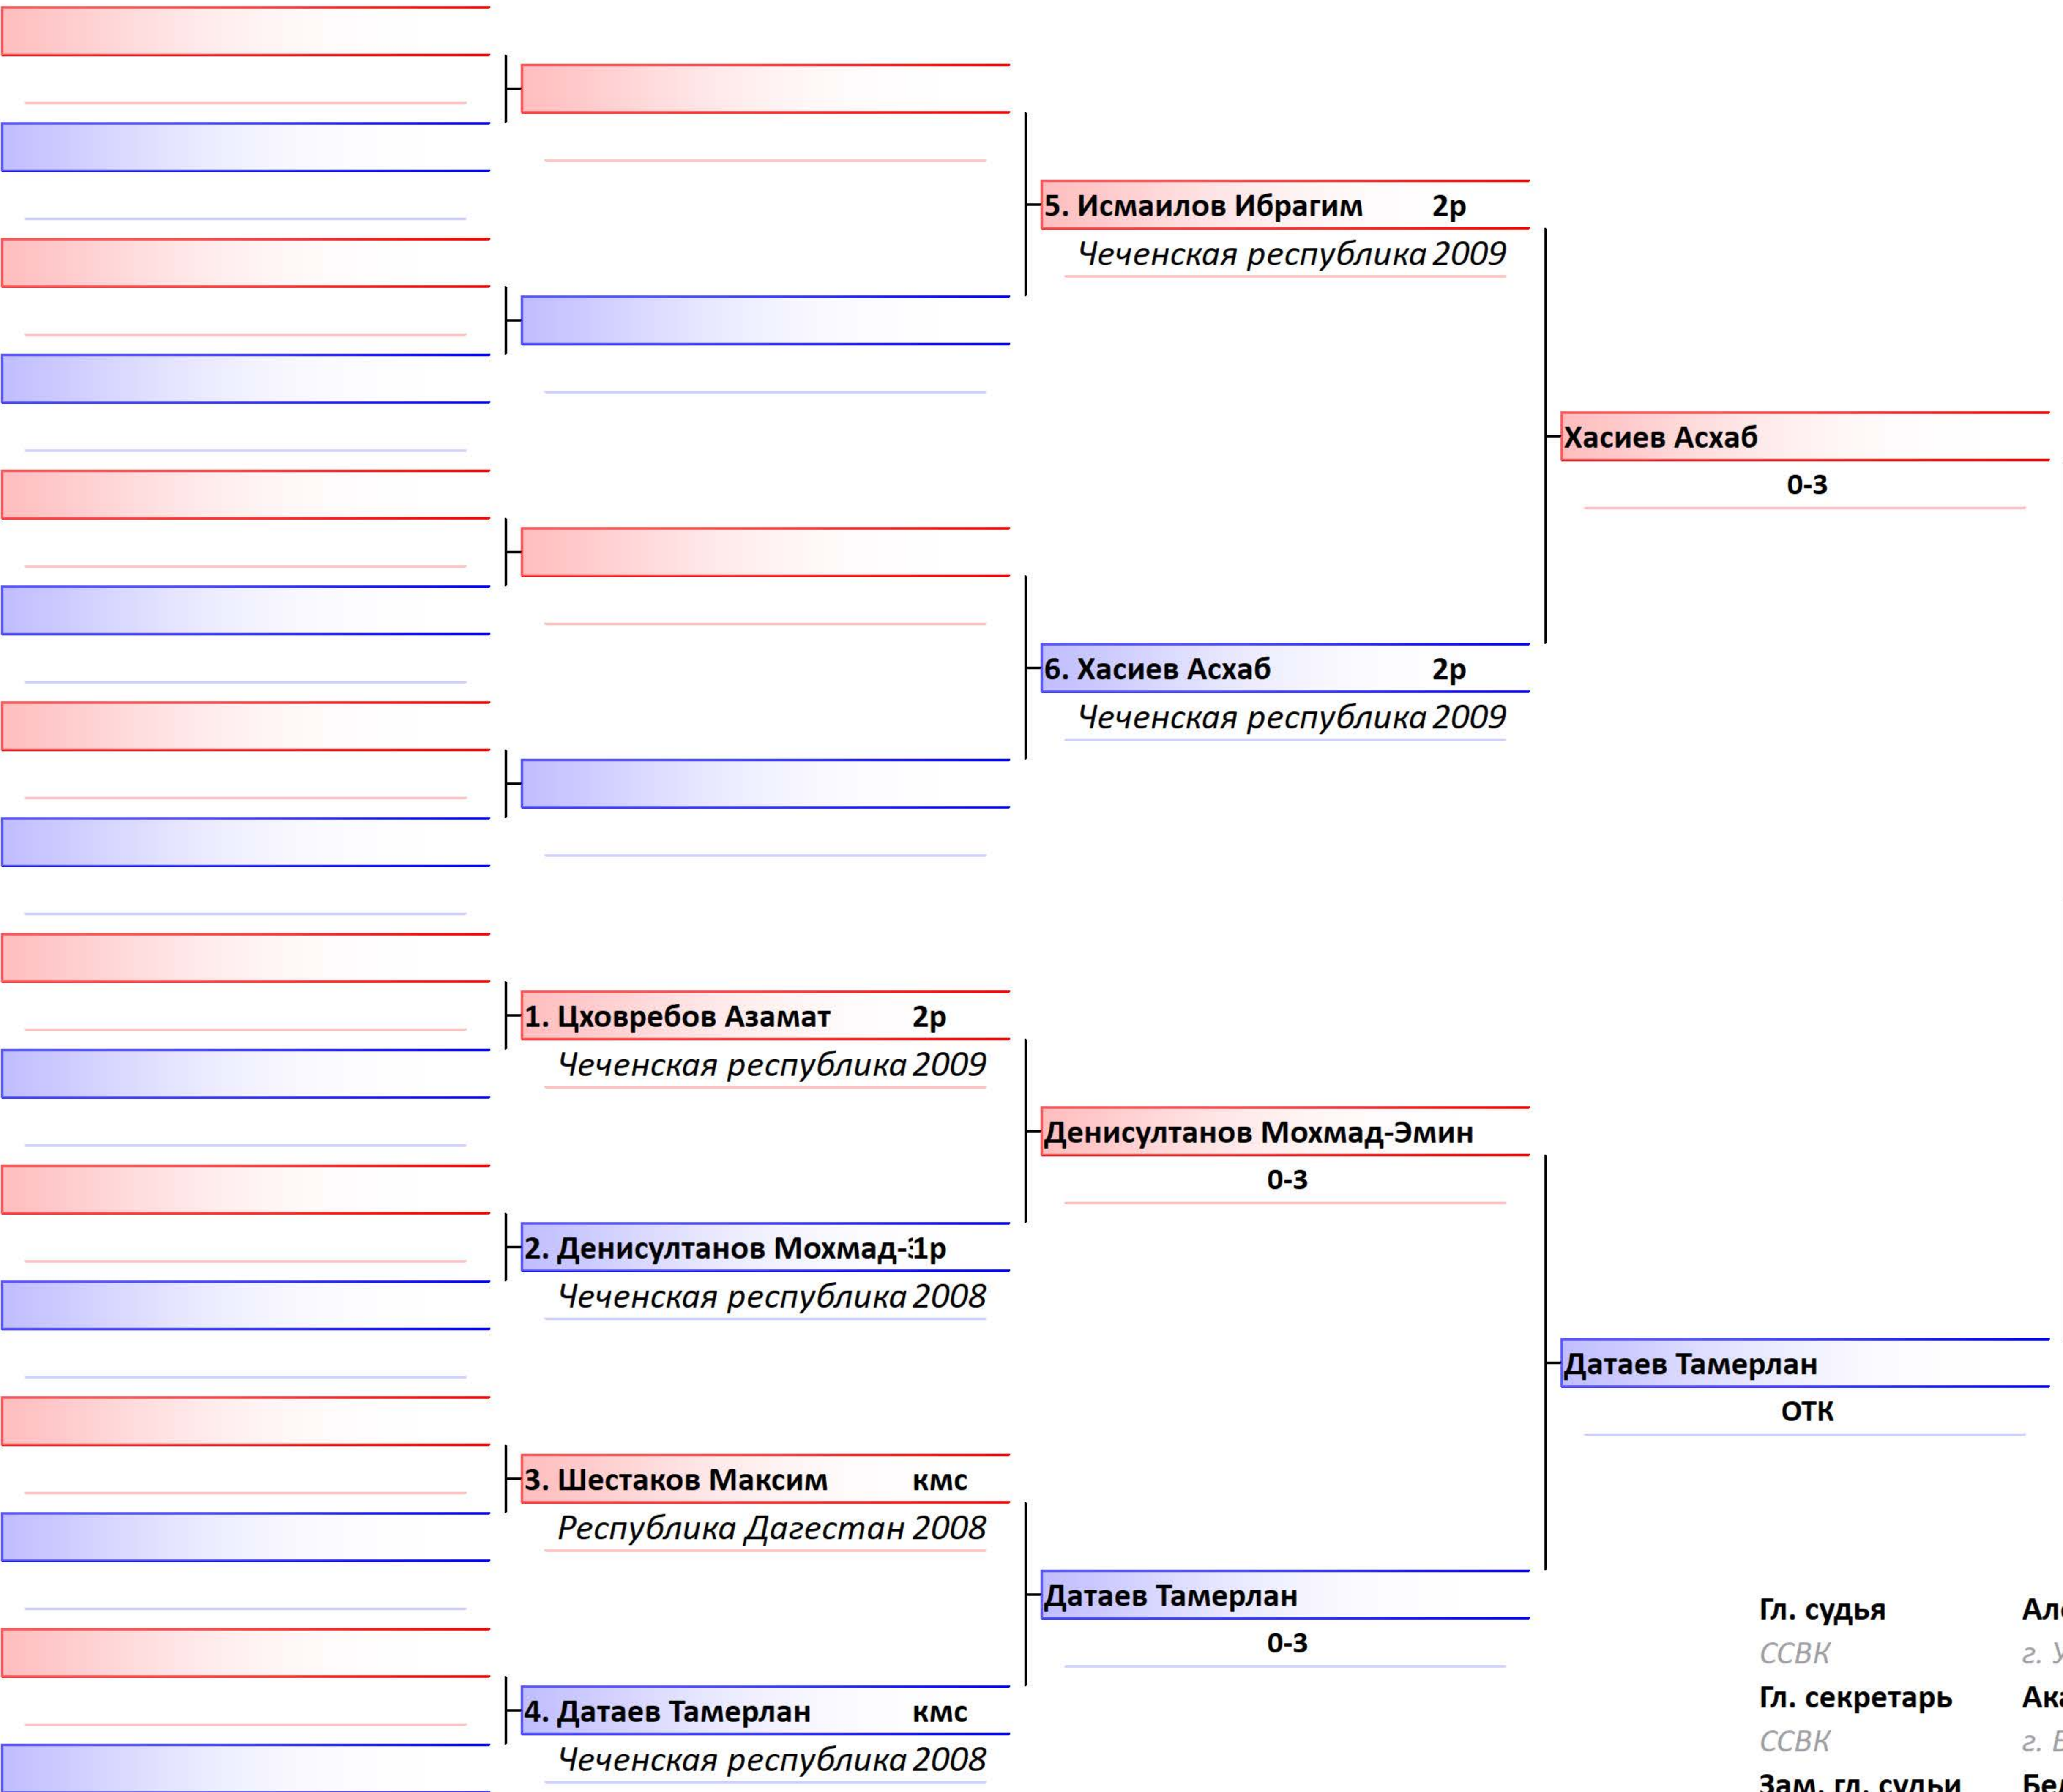 5. Исмаилов Ибрагим 2р
Чеченская республика 2009
Хасиев Асхаб
0-3
6. Хасиев Асхаб 2р
Чеченская республика 2009
1. Цховребов Азамат 2р
Чеченская республика 2009
Денисултанов Мохмад-Эмин
0-3
2. Денисултанов Мохмад- 1р
Чеченская республика 2008
Датаев Тамерлан
ОТК
3. Шестаков Максим кмс
Республика Дагестан 2008
Датаев Тамерлан
0-3
4. Датаев Тамерлан кмс
Чеченская республика 2008
Гл. судья
ССВК г.
Гл. секретарь
ССВК г.
Зам. гл. судьи